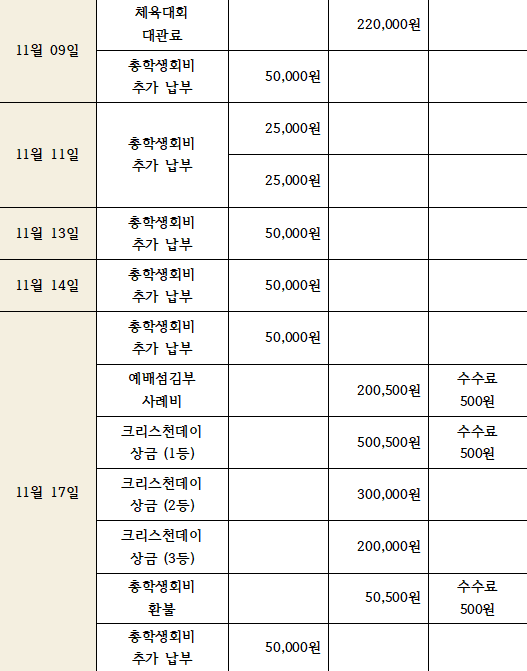 11월 09일
체육대회
대관료
220,000원
총학생회비
추가 납부
50,000원
11월 11일
총학생회비
추가 납부
25,000원
25,000원
11월 13일
총학생회비
추가 납부
50,000원
11월 14일
총학생회비
추가 납부
50,000원
11월 17일
총학생회비
추가 납부
50,000원
예배섬김부
사례비
200,500원
수수료
500원
크리스천데이
상금 (1등)
500,500원
수수료
500원
크리스천데이
상금 (2등)
300,000원
크리스천데이
상금 (3등)
200,000원
총학생회비
환불
50,500원
수수료
500원
총학생회비
추가 납부
50,000원